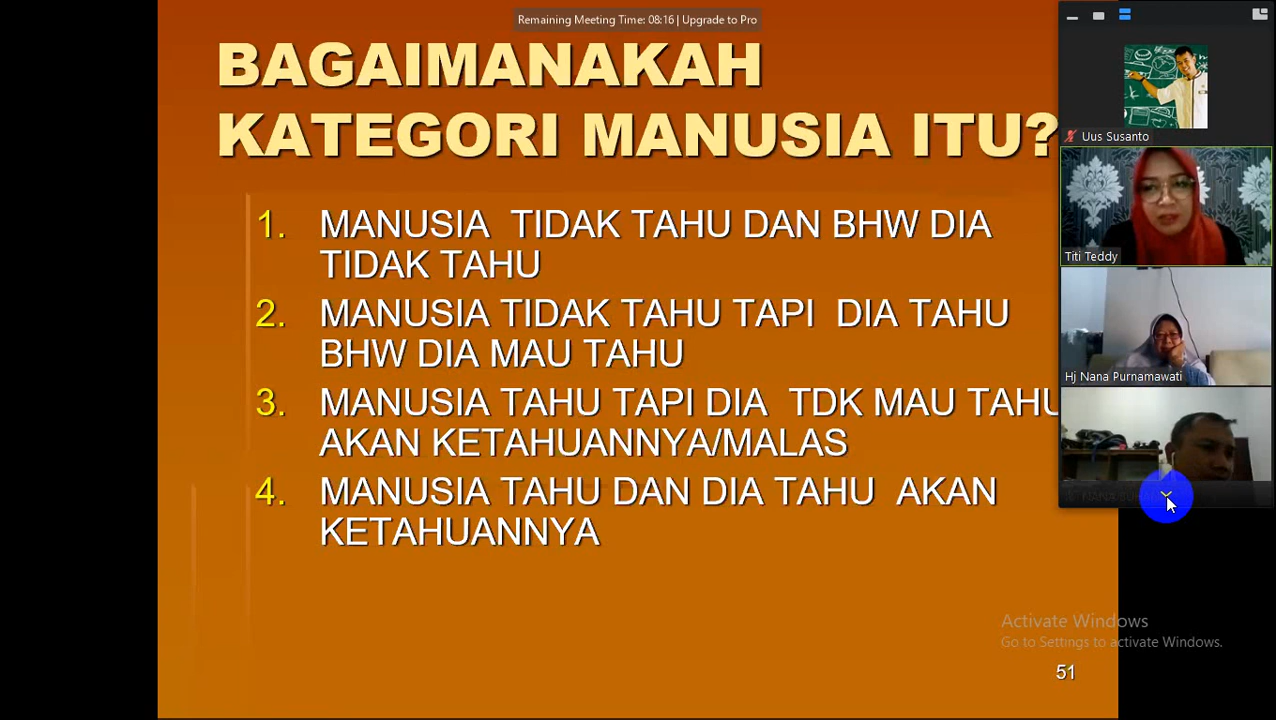 Remaining Meeting Time: 08:16 | Upgrade to Pro
BAGAIMANAKAH
KATEGORI MANUSIA ITU?
1. MANUSIA TIDAK TAHU DAN BHW DIA
TIDAK TAHU
2. MANUSIA TIDAK TAHU TAPI DIA TAHU
BHW DIA MAU TAHU
3. MANUSIA TAHU TAPI DIA TDK MAU TAHU
AKAN KETAHUANNYA/MALAS
4. MANUSIA TAHU DAN DIA TAHU AKAN
KETAHUANNYA
51
Uus Susanto
Titi Teddy
Hj Nana Purnamawati
Activate Windows
Go to Settings to activate Windows.